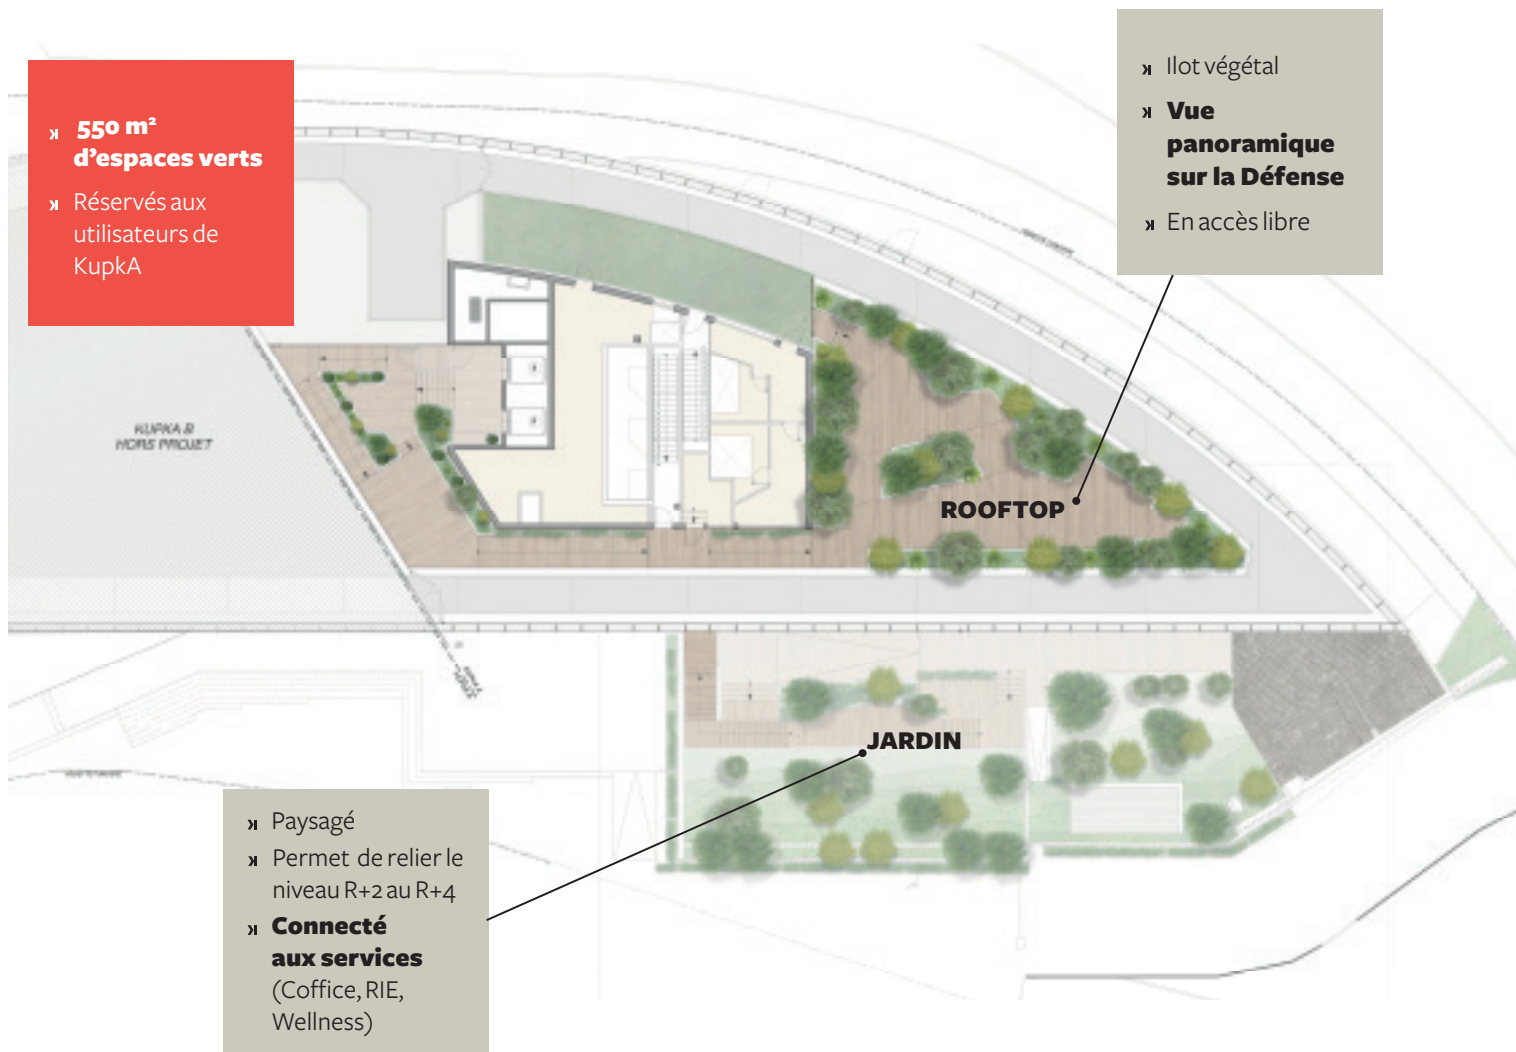 550 m²
d’espaces verts
Réservés aux
utilisateurs de
KupkA
Ilot végétal
Vue
panoramique
sur la Défense
En accès libre
KUPKA B
HORS PROJET
ROOFTOP
JARDIN
Paysagé
Permet de relier le
niveau R+2 au R+4
Connecté
aux services
(Coffice, RIE,
Wellness)